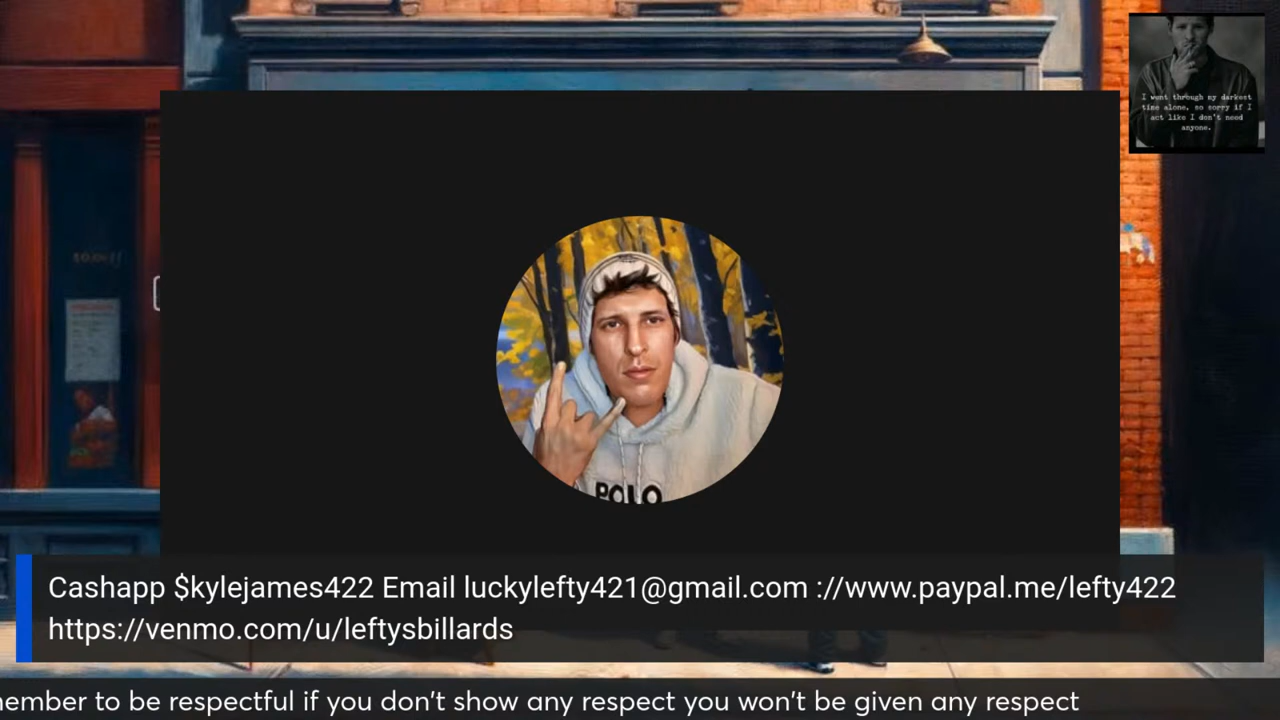 I went through my darkest
time alone, so sorry if I
act like I don't need
anyone.
POLO
Cashapp $kylejames422 Email luckylefty421@gmail.com ://www.paypal.me/lefty422
https://venmo.com/u/leftysbillards
to be respectful if you don't show any respect you won't be given any respect